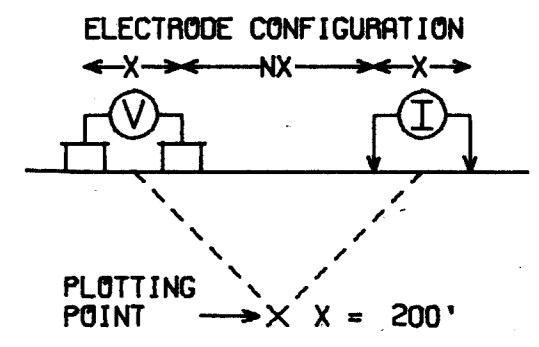 ELECTRODE CONFIGURATION
X NX X
V I
PLOTTING
POINT X X = 200'